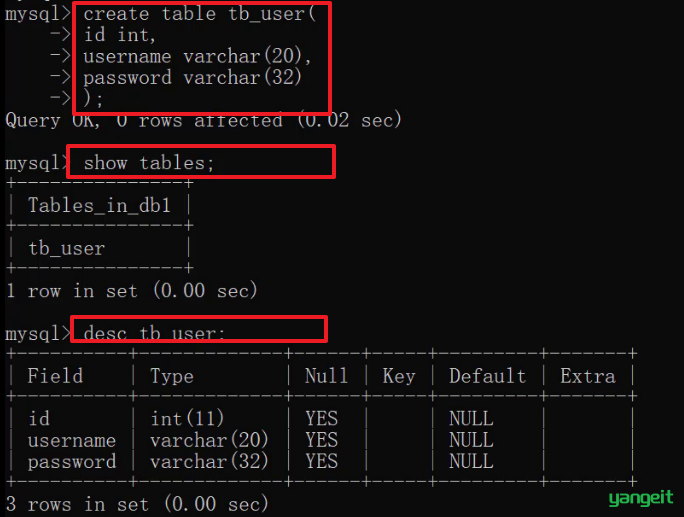 mysql> create table tb_user(
    -> id int,
    -> username varchar(20),
    -> password varchar(32)
    -> );
Query OK, 0 rows affected (0.02 sec)
mysql> show tables;
+---------------+
| Tables_in_db1 |
+---------------+
| tb_user       |
+---------------+
1 row in set (0.00 sec)
mysql> desc tb_user;
+----------+-------------+------+-----+---------+-------+
| Field    | Type        | Null | Key | Default | Extra |
+----------+-------------+------+-----+---------+-------+
| id       | int(11)     | YES  |     | NULL    |       |
| username | varchar(20) | YES  |     | NULL    |       |
| password | varchar(32) | YES  |     | NULL    |       |
+----------+-------------+------+-----+---------+-------+
3 rows in set (0.00 sec)
yangeit